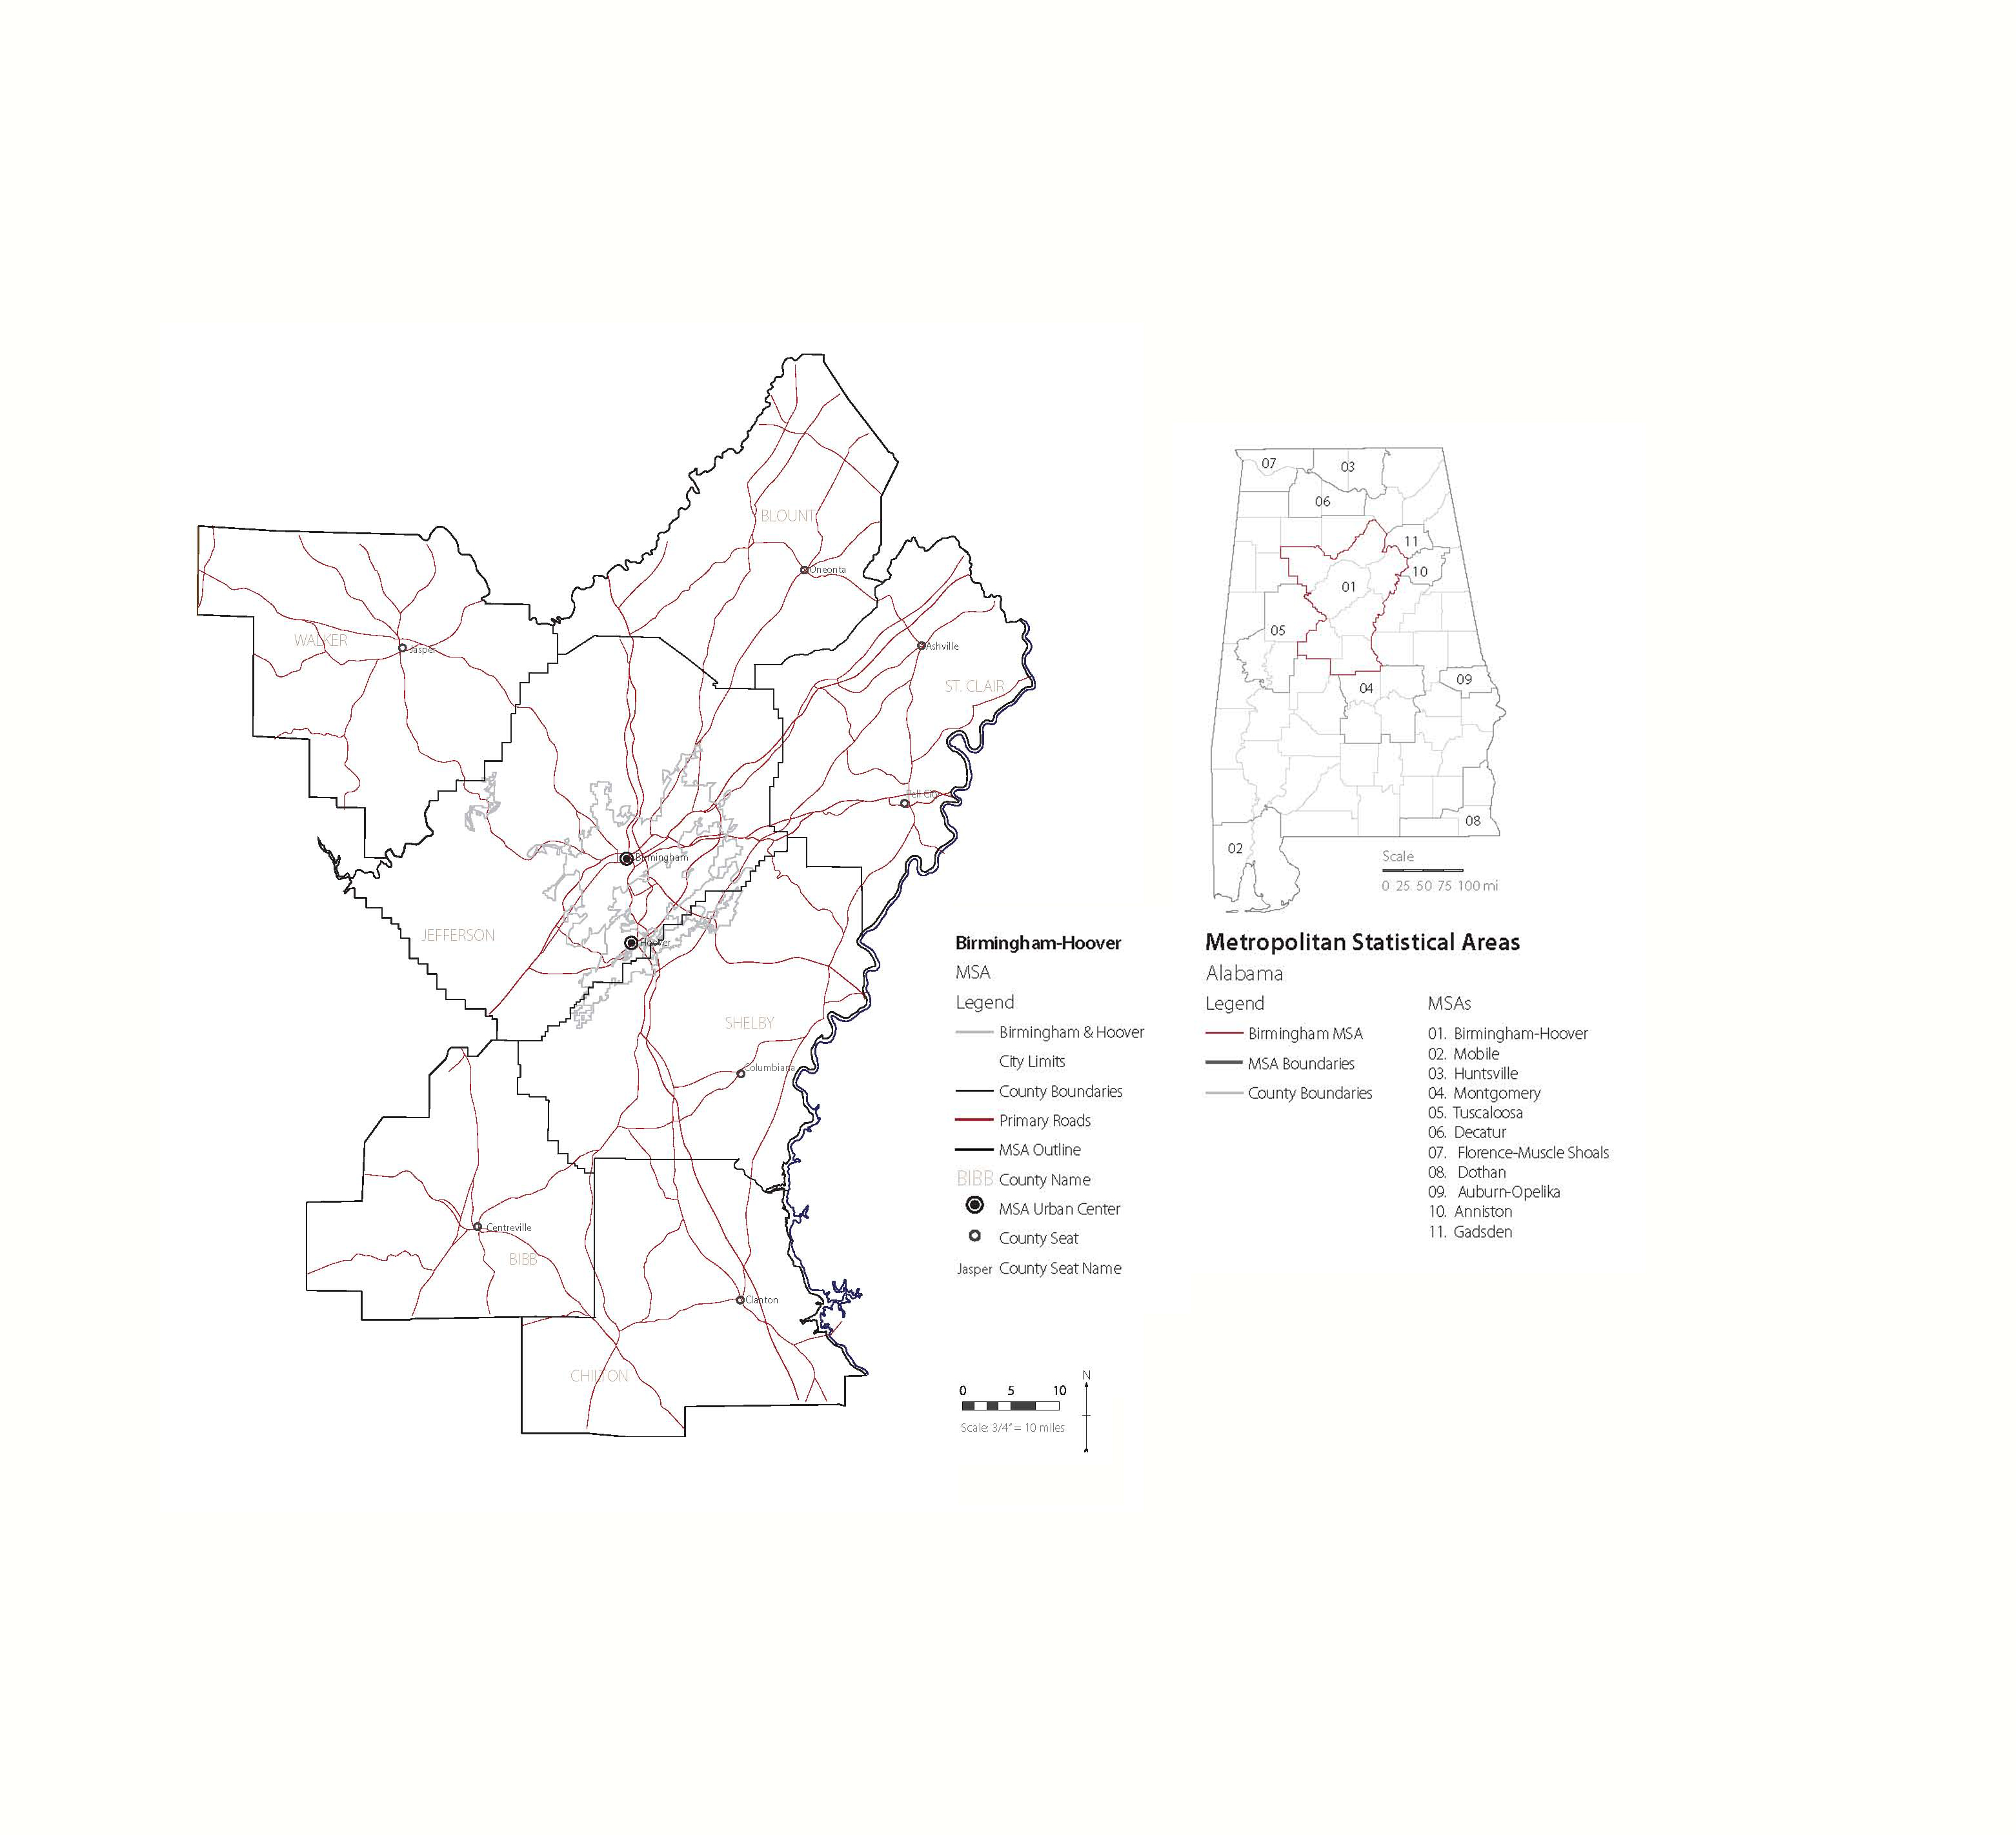 BLOUNT
Oneonta
WALKER
Jasper
Ashville
ST. CLAIR
Pell City
Birmingham
JEFFERSON
Hoover
SHELBY
Columbiana
Centreville
BIBB
Clanton
CHILTON
Birmingham-Hoover
MSA
Legend
Birmingham & Hoover
City Limits
County Boundaries
Primary Roads
MSA Outline
BIBB County Name
MSA Urban Center
County Seat
Jasper County Seat Name
0 5 10
Scale: 3/4" = 10 miles
N
07
03
06
11
10
01
05
04
09
08
02
Scale
0 25 50 75 100 mi
Metropolitan Statistical Areas
Alabama
Legend
Birmingham MSA
MSA Boundaries
County Boundaries
MSAs
01. Birmingham-Hoover
02. Mobile
03. Huntsville
04. Montgomery
05. Tuscaloosa
06. Decatur
07. Florence-Muscle Shoals
08. Dothan
09. Auburn-Opelika
10. Anniston
11. Gadsden